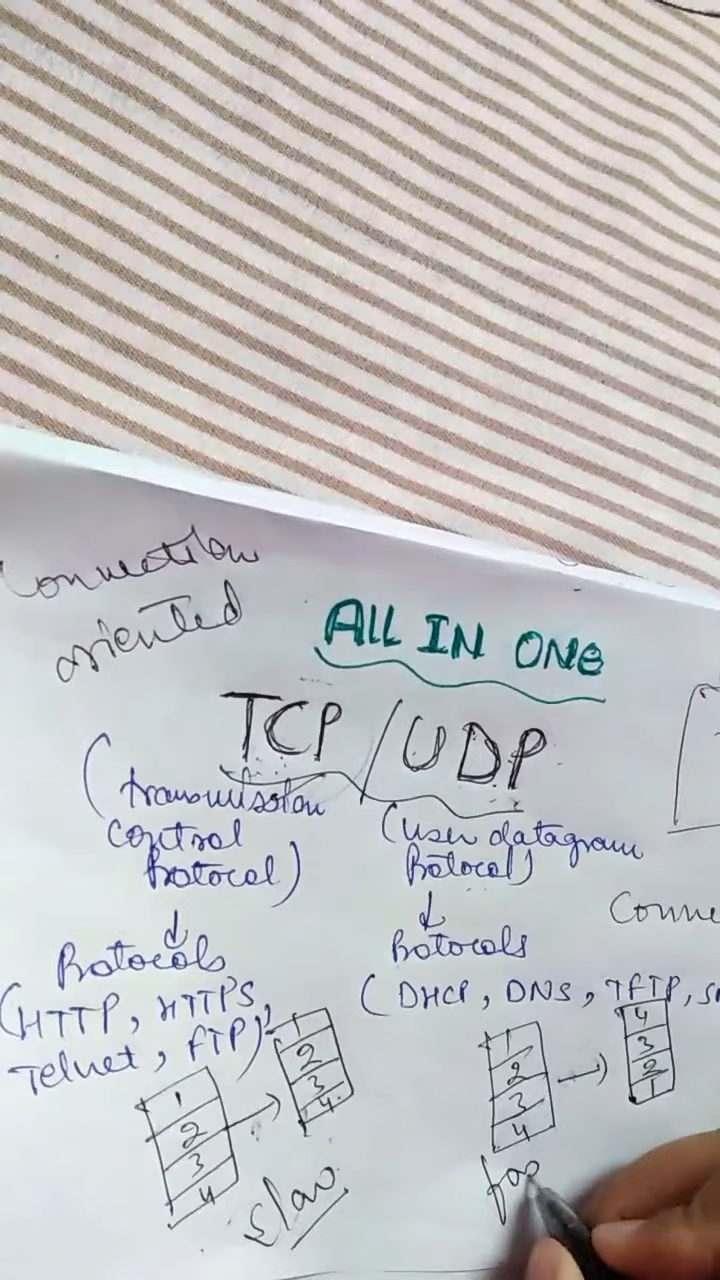 Connection
oriented
ALL IN ONE
TCP/UDP
(transmission
control
Protocol)
(user datagram
Protocol)
Conne
↓
Protocols
(HTTP, HTTPS,
Telnet, FTP)
↓
Protocols
(DHCP, DNS, TFTP, S
1
2
3
4
→
1
2
3
4
slow
1
2
3
4
→
4
3
2
1
fas